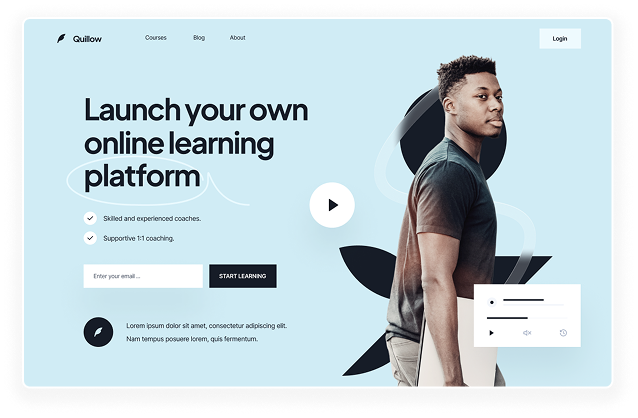 Quillow
Courses
Blog
About
Login
Launch your own
online learning
platform
Skilled and experienced coaches.
Supportive 1:1 coaching.
Enter your email ...
START LEARNING
Lorem ipsum dolor sit amet, consectetur adipiscing elit.
Nam tempus posuere lorem, quis fermentum.